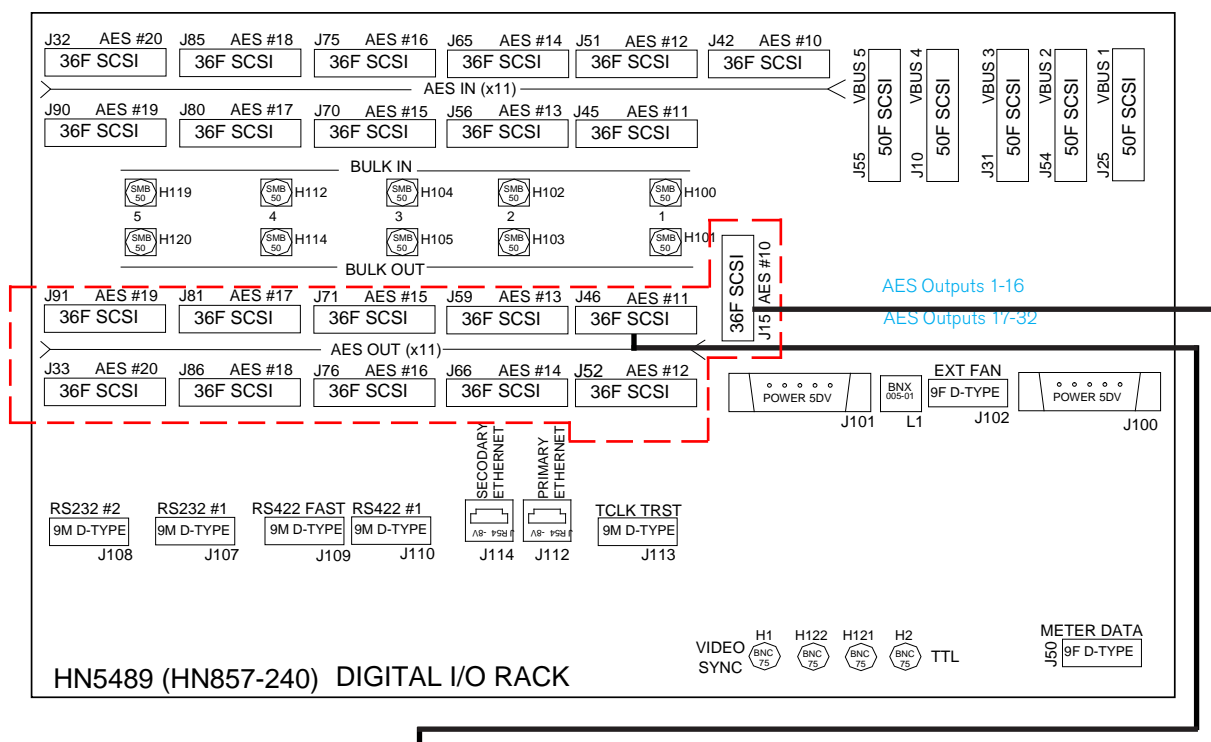 J32 AES #20 J85 AES #18 J75 AES #16 J65 AES #14 J51 AES #12 J42 AES #10
36F SCSI 36F SCSI 36F SCSI 36F SCSI 36F SCSI 36F SCSI
AES IN (x11)
J90 AES #19 J80 AES #17 J70 AES #15 J56 AES #13 J45 AES #11
36F SCSI 36F SCSI 36F SCSI 36F SCSI 36F SCSI
J55 VBUS 5
50F SCSI
J10 VBUS 4
50F SCSI
J31 VBUS 3
50F SCSI
J54 VBUS 2
50F SCSI
J25 VBUS 1
50F SCSI
BULK IN
SMB 50 H119 SMB 50 H112 SMB 50 H104 SMB 50 H102 SMB 50 H100
5 4 3 2 1
SMB 50 H120 SMB 50 H114 SMB 50 H105 SMB 50 H103 SMB 50 H101
BULK OUT
36F SCSI
J15 AES #10
AES Outputs 1-16
AES Outputs 17-32
J91 AES #19 J81 AES #17 J71 AES #15 J59 AES #13 J46 AES #11
36F SCSI 36F SCSI 36F SCSI 36F SCSI 36F SCSI
AES OUT (x11)
J33 AES #20 J86 AES #18 J76 AES #16 J66 AES #14 J52 AES #12
36F SCSI 36F SCSI 36F SCSI 36F SCSI 36F SCSI
POWER 5DV
J101
BNX
005-01
L1
EXT FAN
9F D-TYPE
J102
POWER 5DV
J100
SECODARY
ETHERNET
PRIMARY
ETHERNET
RS232 #2 RS232 #1 RS422 FAST RS422 #1 TCLK TRST
9M D-TYPE 9M D-TYPE 9M D-TYPE 9M D-TYPE JR54 -8V JR54 -8V 9M D-TYPE
J108 J107 J109 J110 J114 J112 J113
VIDEO
SYNC
H1 H122 H121 H2
BNC 75 BNC 75 BNC 75 BNC 75 TTL
METER DATA
J50 9F D-TYPE
HN5489 (HN857-240) DIGITAL I/O RACK